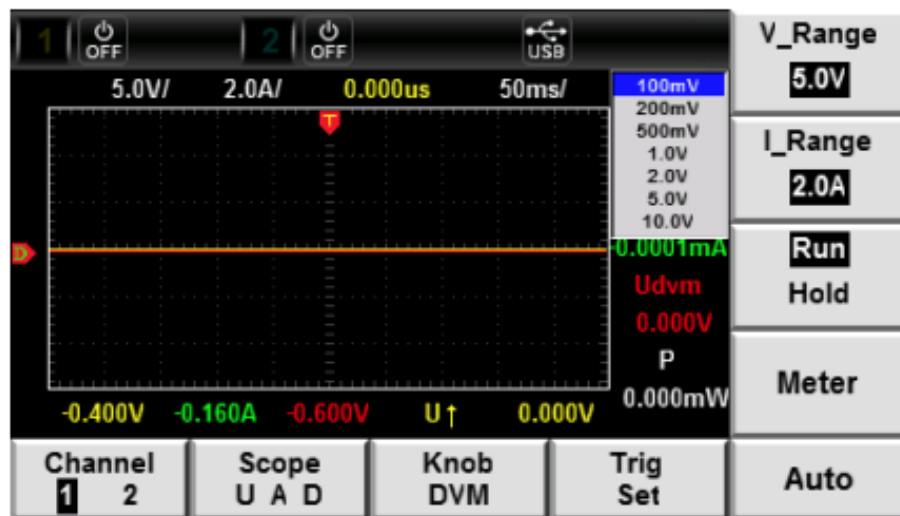 1 OFF 2 OFF USB
5.0V/ 2.0A/ 0.000us 50ms/
T
D
100mV
200mV
500mV
1.0V
2.0V
5.0V
10.0V
-0.0001mA
Udvm
0.000V
P
0.000mW
-0.400V -0.160A -0.600V U↑ 0.000V
V_Range
5.0V
I_Range
2.0A
Run
Hold
Meter
Auto
Channel
1 2
Scope
U A D
Knob
DVM
Trig
Set